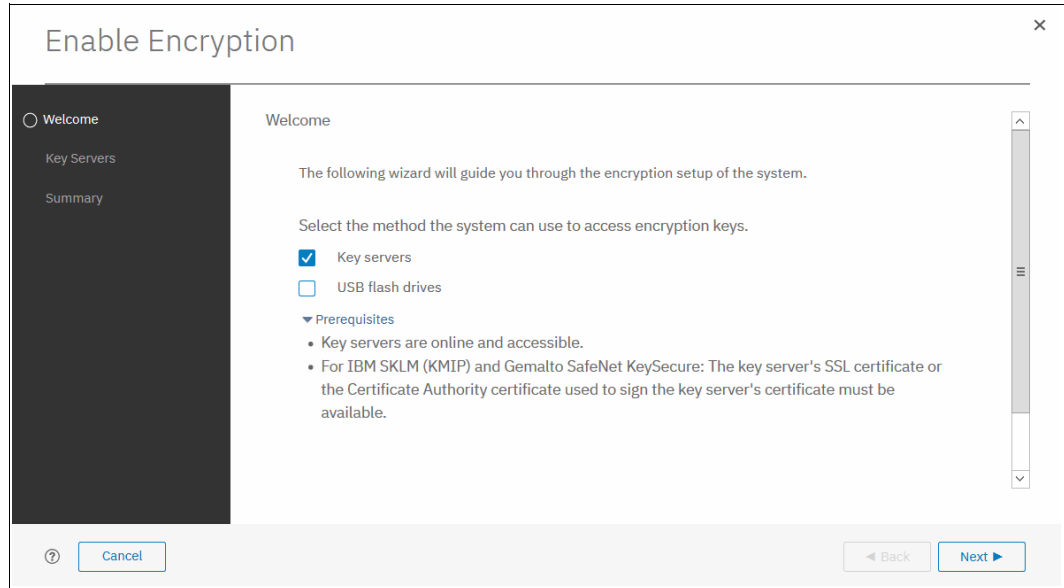 Enable Encryption
Welcome
Key Servers
Summary
Welcome
The following wizard will guide you through the encryption setup of the system.
Select the method the system can use to access encryption keys.
Key servers
USB flash drives
Prerequisites
• Key servers are online and accessible.
• For IBM SKLM (KMIP) and Gemalto SafeNet KeySecure: The key server's SSL certificate or
the Certificate Authority certificate used to sign the key server's certificate must be
available.
Cancel
Back
Next